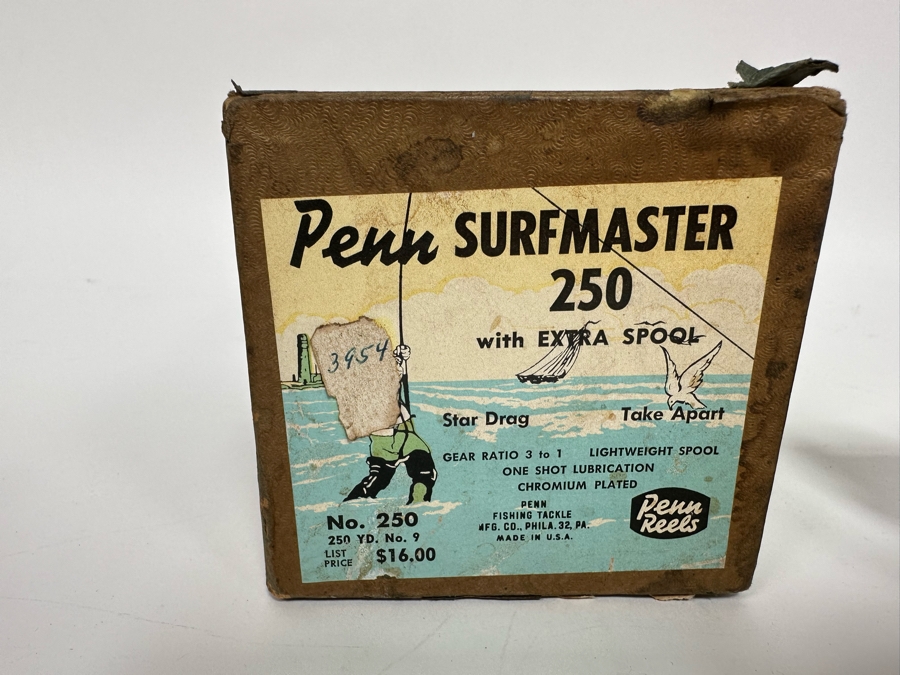 Penn SURFMASTER
250
with EXTRA SPOOL
3954
Star Drag Take Apart
GEAR RATIO 3 to 1 LIGHTWEIGHT SPOOL
ONE SHOT LUBRICATION
CHROMIUM PLATED
No. 250
250 YD. No. 9
LIST PRICE $16.00
PENN
FISHING TACKLE
MFG. CO., PHILA. 32, PA.
MADE IN U.S.A.
Penn
Reels